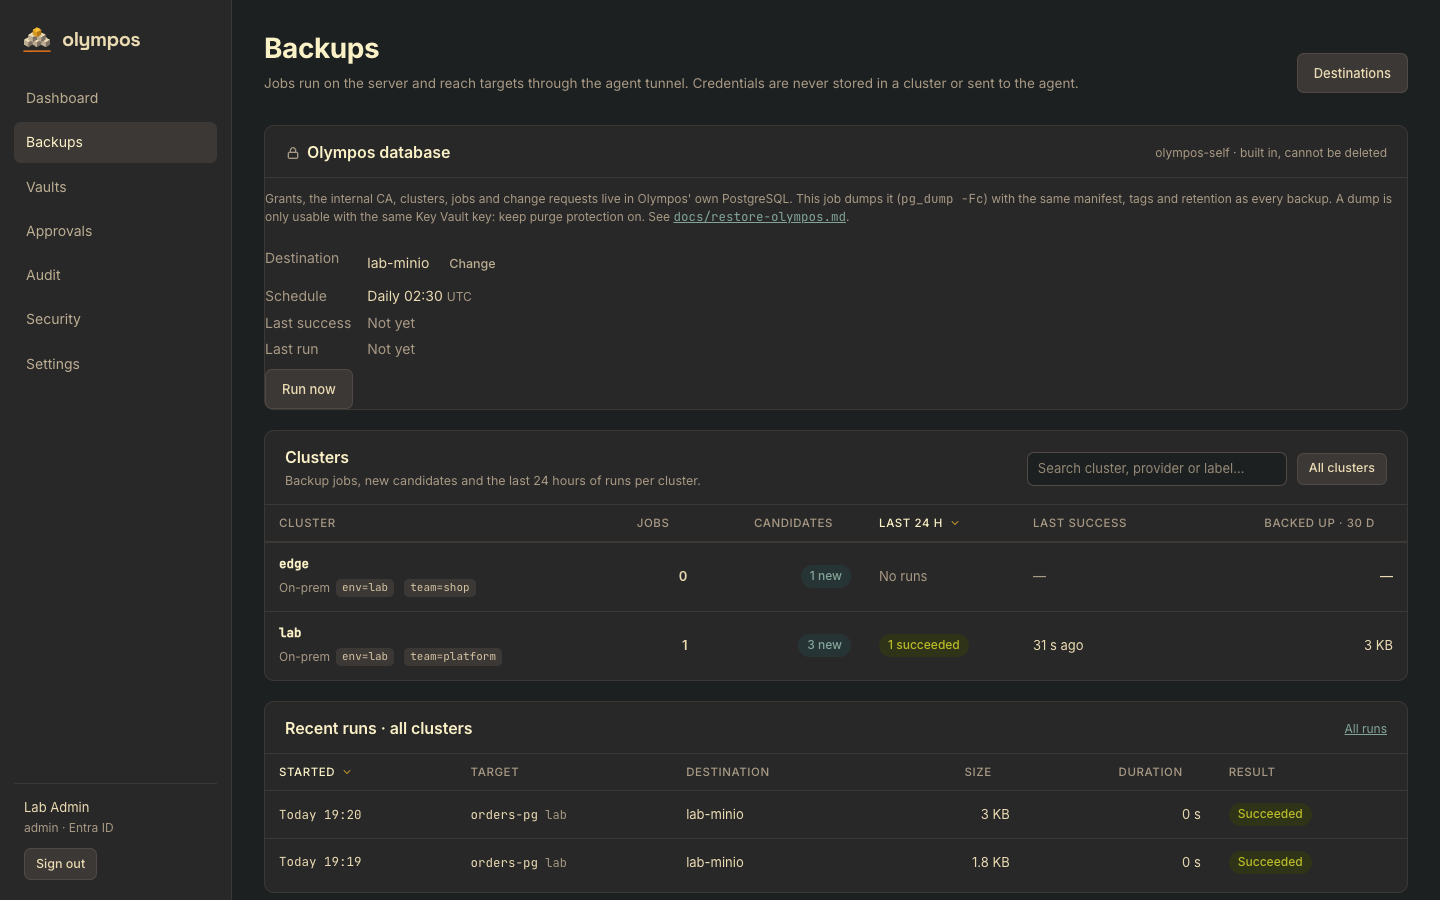 olympos
Dashboard
Backups
Vaults
Approvals
Audit
Security
Settings
Lab Admin
admin · Entra ID
Sign out
Backups
Jobs run on the server and reach targets through the agent tunnel. Credentials are never stored in a cluster or sent to the agent.
Destinations
Olympos database
olympos-self · built in, cannot be deleted
Grants, the internal CA, clusters, jobs and change requests live in Olympos' own PostgreSQL. This job dumps it (pg_dump -Fc) with the same manifest, tags and retention as every backup. A dump is
only usable with the same Key Vault key: keep purge protection on. See docs/restore-olympos.md.
Destination lab-minio Change
Schedule Daily 02:30 UTC
Last success Not yet
Last run Not yet
Run now
Clusters
Backup jobs, new candidates and the last 24 hours of runs per cluster.
Search cluster, provider or label...
All clusters
CLUSTER JOBS CANDIDATES LAST 24 H LAST SUCCESS BACKED UP · 30 D
edge
On-prem env=lab team=shop
0 1 new No runs — —
lab
On-prem env=lab team=platform
1 3 new 1 succeeded 31 s ago 3 KB
Recent runs · all clusters
All runs
STARTED TARGET DESTINATION SIZE DURATION RESULT
Today 19:20 orders-pg lab lab-minio 3 KB 0 s Succeeded
Today 19:19 orders-pg lab lab-minio 1.8 KB 0 s Succeeded